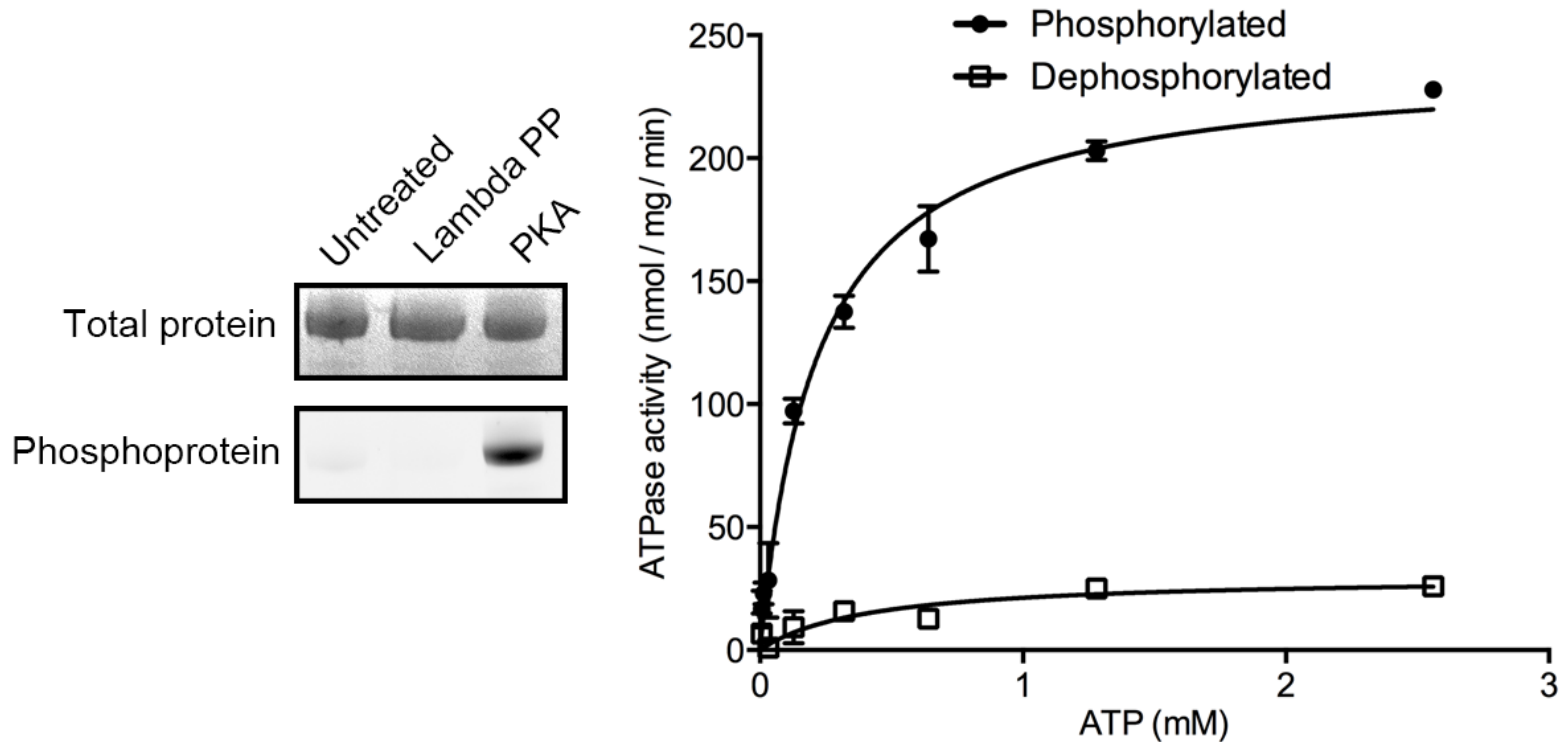 Untreated
Lambda PP
PKA
Total protein
Phosphoprotein
Phosphorylated
Dephosphorylated
ATPase activity (nmol / mg / min)
250
200
150
100
50
0
0 1 2 3
ATP (mM)